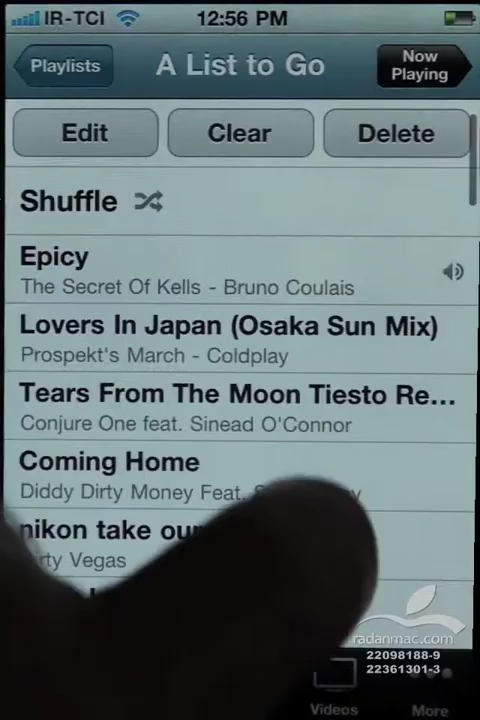 IR-TCI 12:56 PM
Playlists A List to Go Now Playing
Edit Clear Delete
Shuffle
Epicy
The Secret Of Kells - Bruno Coulais
Lovers In Japan (Osaka Sun Mix)
Prospekt's March - Coldplay
Tears From The Moon Tiesto Re...
Conjure One feat. Sinead O'Connor
Coming Home
Diddy Dirty Money Feat.
nikon take our
Vegas
radanmac.com
22098188-9
22361301-3
Videos More